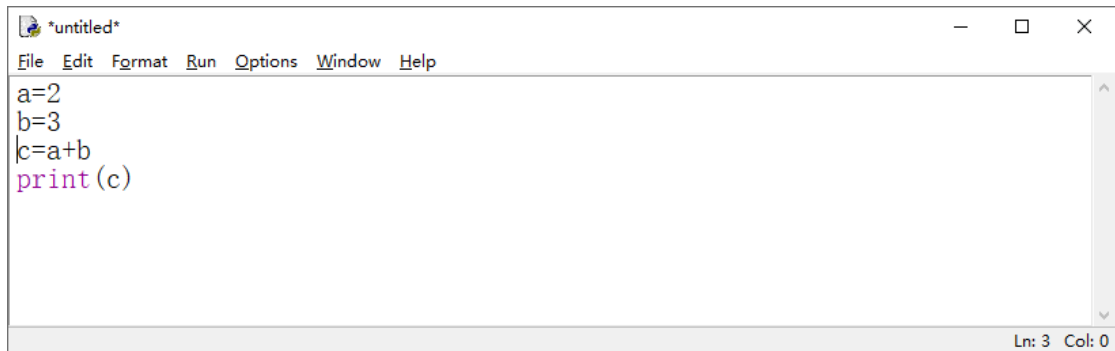 *untitled*
File Edit Format Run Options Window Help
a=2
b=3
c=a+b
print(c)
Ln: 3 Col: 0